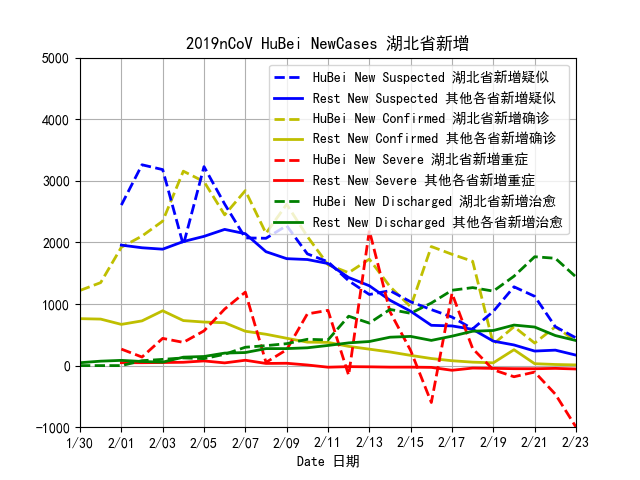 2019nCoV HuBei NewCases 湖北省新增
5000
4000
3000
2000
1000
0
-1000
HuBei New Suspected 湖北省新增疑似
Rest New Suspected 其他各省新增疑似
HuBei New Confirmed 湖北省新增确诊
Rest New Confirmed 其他各省新增确诊
HuBei New Severe 湖北省新增重症
Rest New Severe 其他各省新增重症
HuBei New Discharged 湖北省新增治愈
Rest New Discharged 其他各省新增治愈
1/30 2/01 2/03 2/05 2/07 2/09 2/11 2/13 2/15 2/17 2/19 2/21 2/23
Date 日期